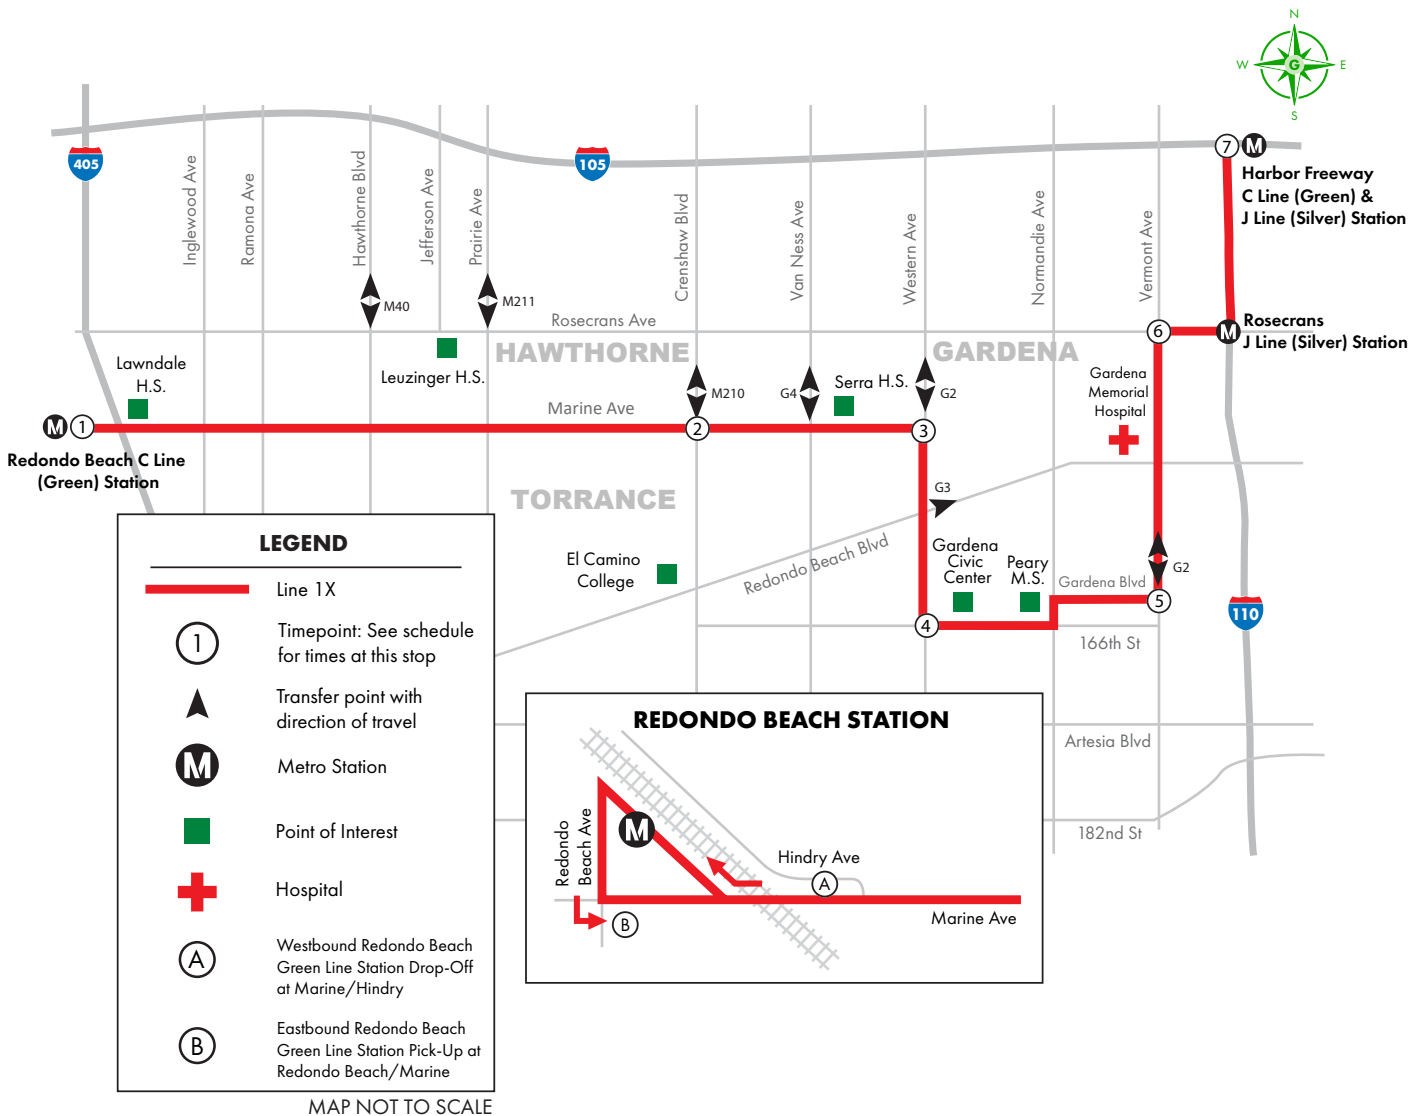 N
W G E
S
405
105
7 M
Harbor Freeway
C Line (Green) &
J Line (Silver) Station
Inglewood Ave
Ramona Ave
Hawthorne Blvd
Jefferson Ave
Prairie Ave
Crenshaw Blvd
Van Ness Ave
Western Ave
Normandie Ave
Vermont Ave
M40
M211
Rosecrans Ave
6
M
Rosecrans
J Line (Silver) Station
HAWTHORNE
GARDENA
Lawndale
H.S.
Leuzinger H.S.
M210
G4
Serra H.S.
G2
Gardena
Memorial
Hospital
Marine Ave
M 1
2
3
Redondo Beach C Line
(Green) Station
TORRANCE
G3
Redondo Beach Blvd
El Camino
College
Gardena
Civic
Center
Peary
M.S.
Gardena Blvd
G2
5
4
166th St
110
Artesia Blvd
182nd St
LEGEND
Line 1X
1
Timepoint: See schedule
for times at this stop
Transfer point with
direction of travel
M
Metro Station
Point of Interest
Hospital
A
Westbound Redondo Beach
Green Line Station Drop-Off
at Marine/Hindry
B
Eastbound Redondo Beach
Green Line Station Pick-Up at
Redondo Beach/Marine
MAP NOT TO SCALE
REDONDO BEACH STATION
Redondo
Beach Ave
M
Hindry Ave
A
Marine Ave
B